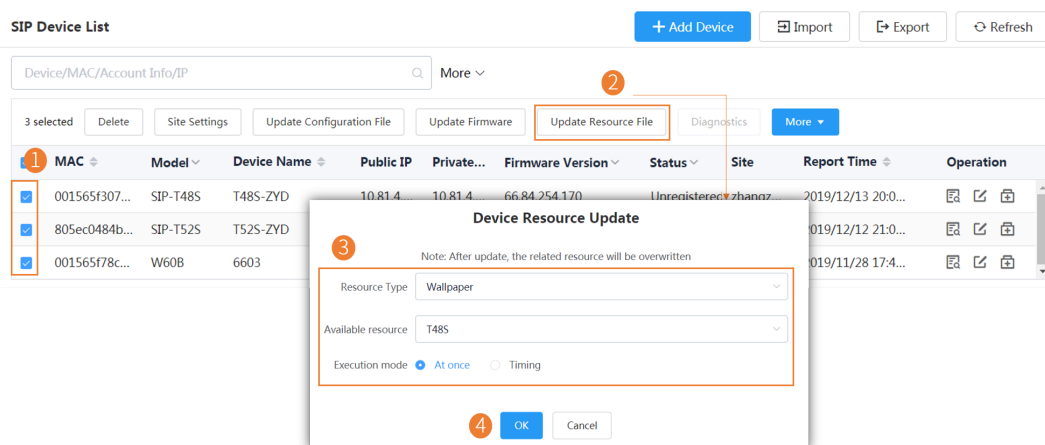 SIP Device List
+ Add Device
Import
Export
Refresh
Device/MAC/Account Info/IP
More
2
3 selected
Delete
Site Settings
Update Configuration File
Update Firmware
Update Resource File
Diagnostics
More
1
MAC Model Device Name Public IP Private... Firmware Version Status Site Report Time Operation
001565f307... SIP-T48S T48S-ZYD 10.81.4.... 10.81.4.... 66.84.254.170 Unregistered zhangz... 2019/12/13 20:0...
805ec0484b... SIP-T52S T52S-ZYD 2019/12/12 21:0...
001565f78c... W60B 6603 2019/11/28 17:4...
Device Resource Update
3
Note: After update, the related resource will be overwritten
Resource Type Wallpaper
Available resource T48S
Execution mode At once Timing
4
OK
Cancel